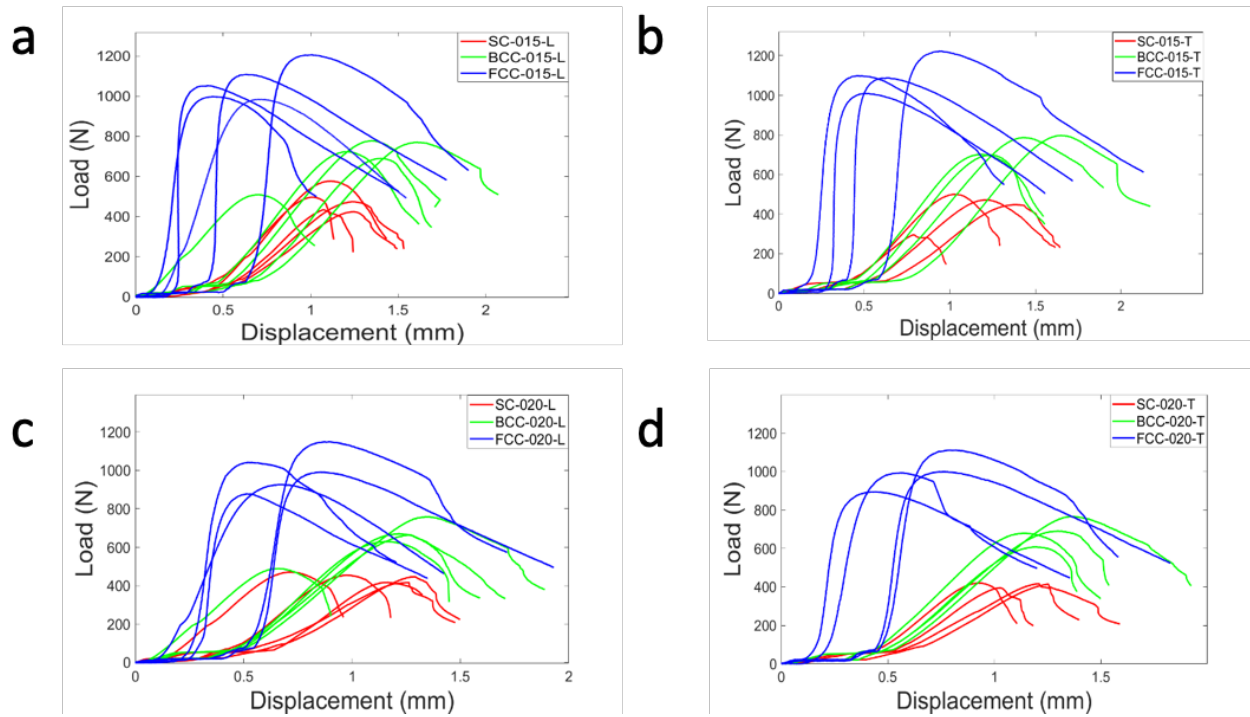 a
SC-015-L
BCC-015-L
FCC-015-L
1200
1000
800
600
400
200
0
Load (N)
0 0.5 1 1.5 2
Displacement (mm)
b
SC-015-T
BCC-015-T
FCC-015-T
1200
1000
800
600
400
200
0
Load (N)
0 0.5 1 1.5 2
Displacement (mm)
c
SC-020-L
BCC-020-L
FCC-020-L
1200
1000
800
600
400
200
0
Load (N)
0 0.5 1 1.5 2
Displacement (mm)
d
SC-020-T
BCC-020-T
FCC-020-T
1200
1000
800
600
400
200
0
Load (N)
0 0.5 1 1.5
Displacement (mm)